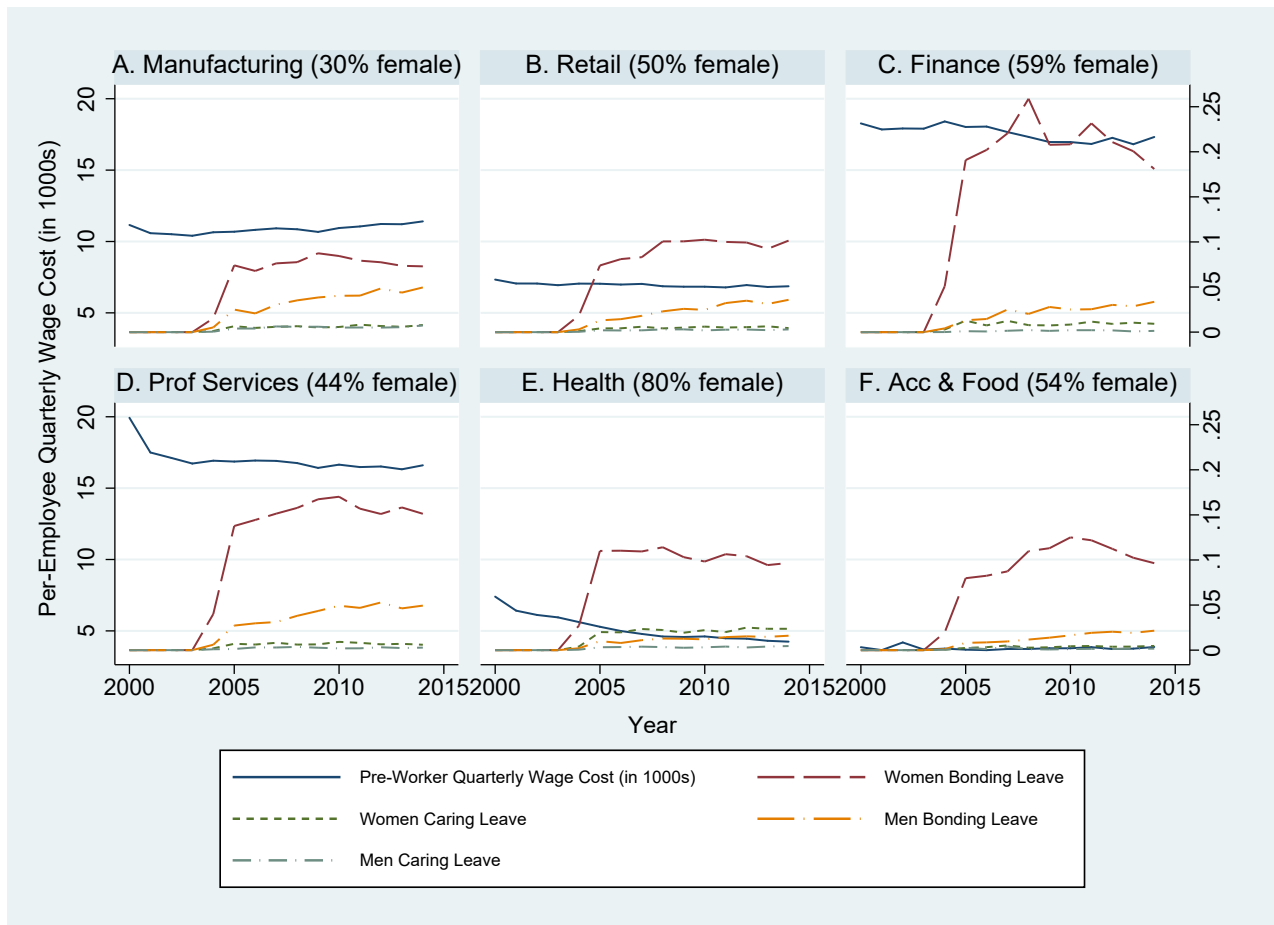 A. Manufacturing (30% female)
B. Retail (50% female)
C. Finance (59% female)
Per-Employee Quarterly Wage Cost (in 1000s)
20
15
10
5
.25
.2
.15
.1
.05
0
D. Prof Services (44% female)
E. Health (80% female)
F. Acc & Food (54% female)
20
15
10
5
.25
.2
.15
.1
.05
0
2000 2005 2010 2015
2000 2005 2010 2015
2000 2005 2010 2015
Year
Pre-Worker Quarterly Wage Cost (in 1000s)
Women Bonding Leave
Women Caring Leave
Men Bonding Leave
Men Caring Leave